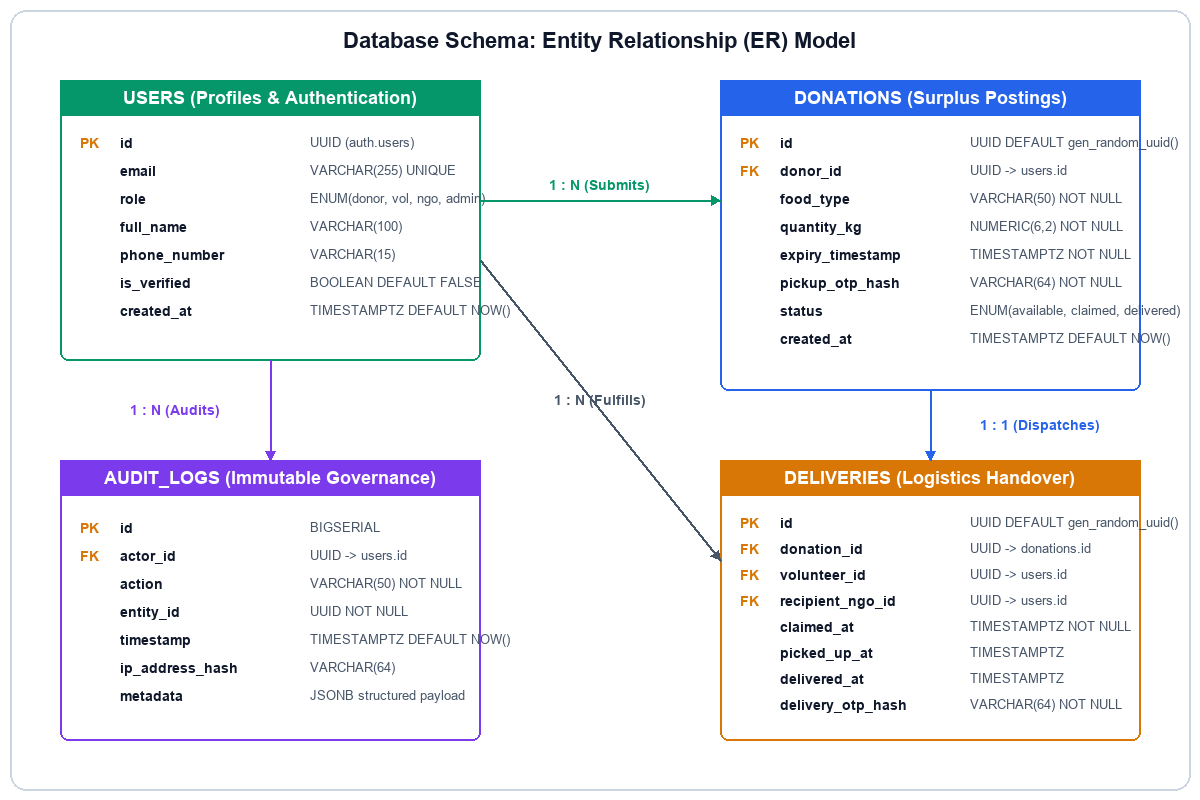 Database Schema: Entity Relationship (ER) Model
USERS (Profiles & Authentication)
PK id UUID (auth.users)
email VARCHAR(255) UNIQUE
role ENUM(donor, vol, ngo, admin)
full_name VARCHAR(100)
phone_number VARCHAR(15)
is_verified BOOLEAN DEFAULT FALSE
created_at TIMESTAMPTZ DEFAULT NOW()
1 : N (Submits)
DONATIONS (Surplus Postings)
PK id UUID DEFAULT gen_random_uuid()
FK donor_id UUID -> users.id
food_type VARCHAR(50) NOT NULL
quantity_kg NUMERIC(6,2) NOT NULL
expiry_timestamp TIMESTAMPTZ NOT NULL
pickup_otp_hash VARCHAR(64) NOT NULL
status ENUM(available, claimed, delivered)
created_at TIMESTAMPTZ DEFAULT NOW()
1 : N (Audits)
1 : N (Fulfills)
1 : 1 (Dispatches)
AUDIT_LOGS (Immutable Governance)
PK id BIGSERIAL
FK actor_id UUID -> users.id
action VARCHAR(50) NOT NULL
entity_id UUID NOT NULL
timestamp TIMESTAMPTZ DEFAULT NOW()
ip_address_hash VARCHAR(64)
metadata JSONB structured payload
DELIVERIES (Logistics Handover)
PK id UUID DEFAULT gen_random_uuid()
FK donation_id UUID -> donations.id
FK volunteer_id UUID -> users.id
FK recipient_ngo_id UUID -> users.id
claimed_at TIMESTAMPTZ NOT NULL
picked_up_at TIMESTAMPTZ
delivered_at TIMESTAMPTZ
delivery_otp_hash VARCHAR(64) NOT NULL